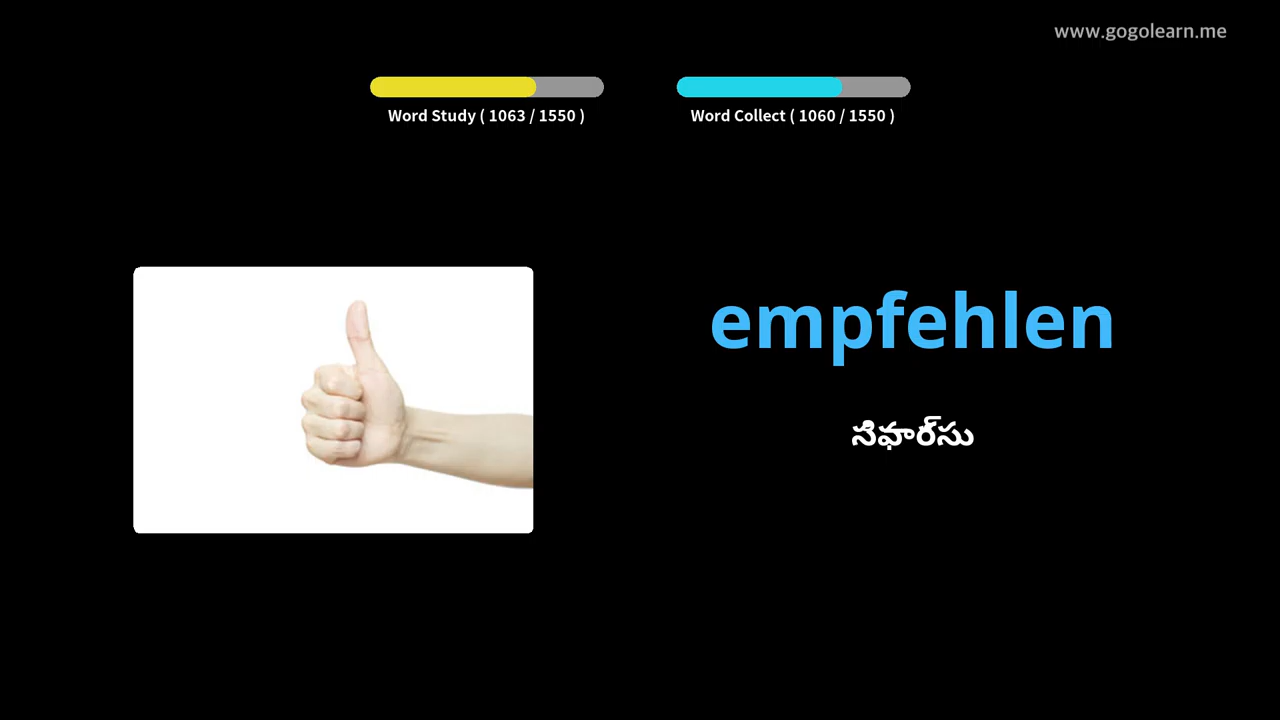 www.gogolearn.me
Word Study ( 1063 / 1550 )
Word Collect ( 1060 / 1550 )
empfehlen
సిఫార్సు